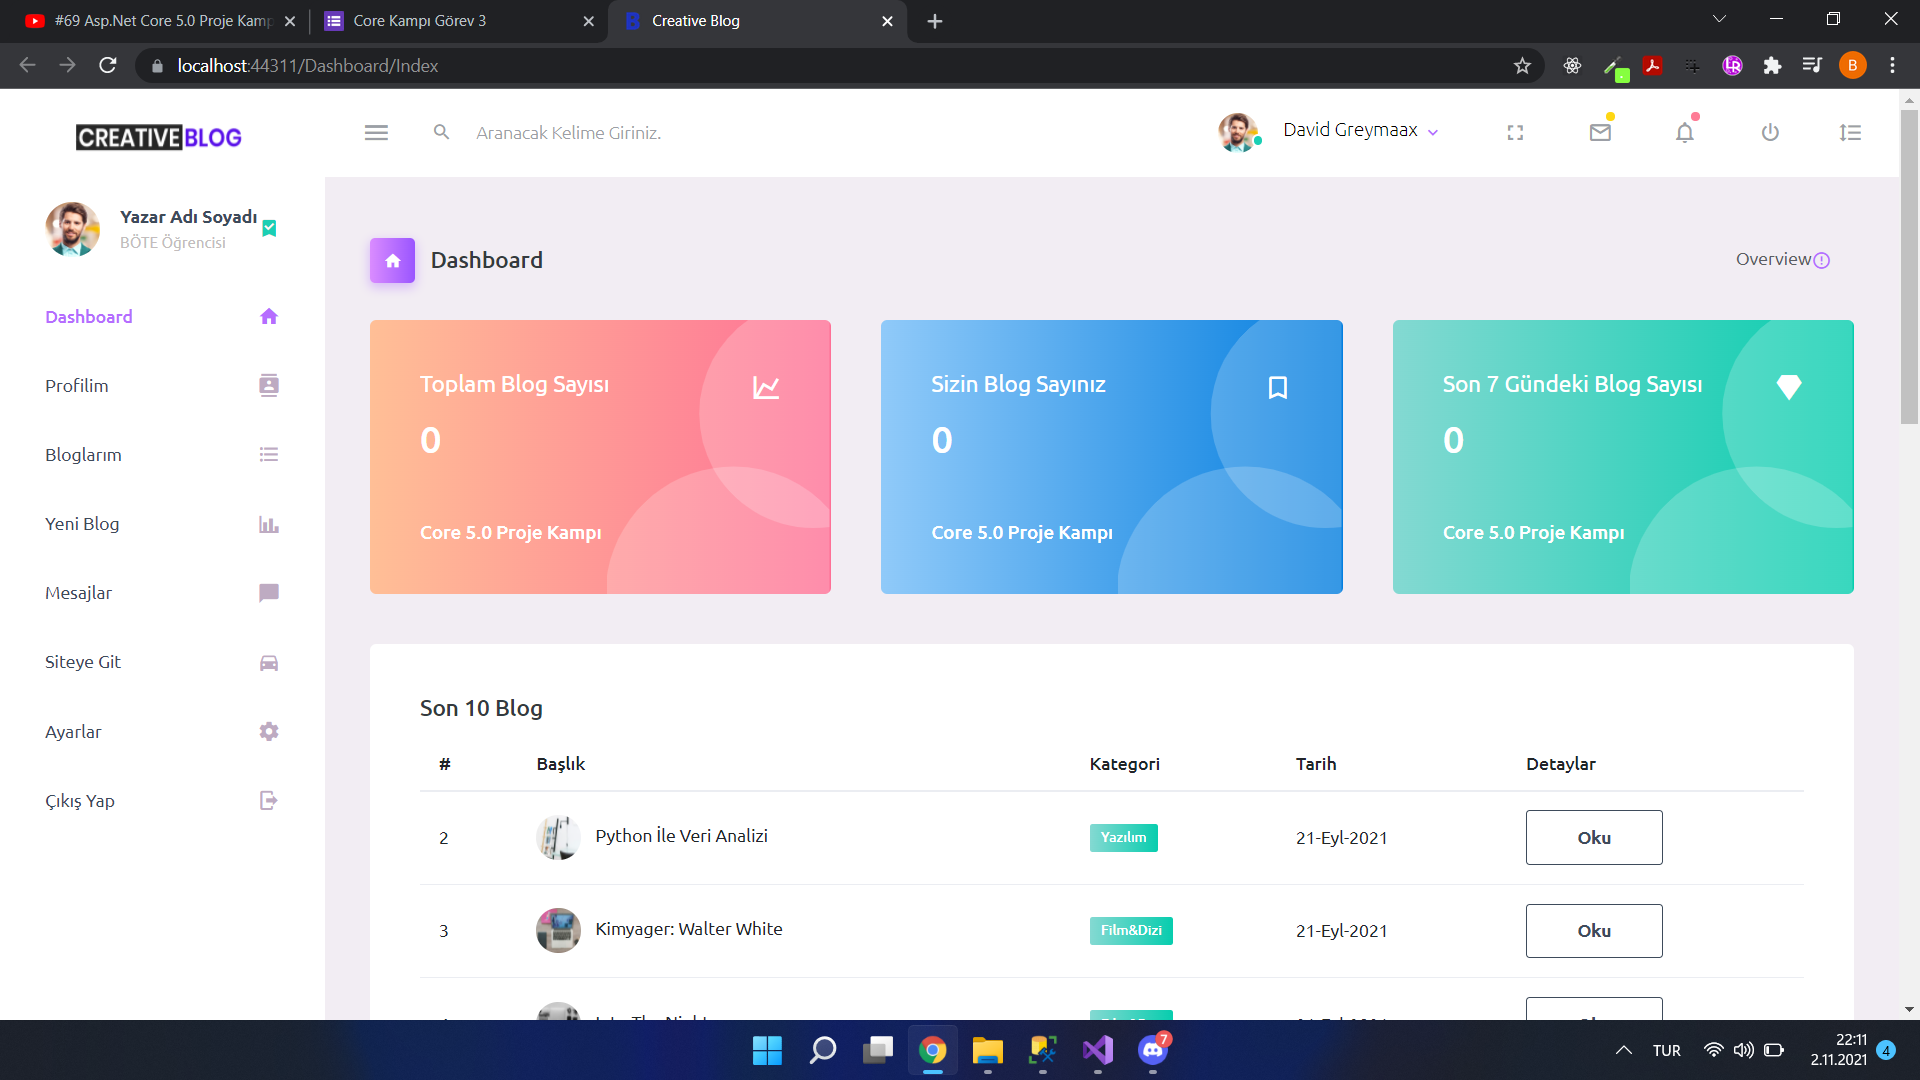 #69 Asp.Net Core 5.0 Proje Kamp
Core Kampı Görev 3
Creative Blog
localhost:44311/Dashboard/Index
B
CREATIVEBLOG
Aranacak Kelime Giriniz.
David Greymaax
Yazar Adı Soyadı
BÖTE Öğrencisi
Dashboard
Profilim
Bloglarım
Yeni Blog
Mesajlar
Siteye Git
Ayarlar
Çıkış Yap
Dashboard
Overview
Toplam Blog Sayısı
0
Core 5.0 Proje Kampı
Sizin Blog Sayınız
0
Core 5.0 Proje Kampı
Son 7 Gündeki Blog Sayısı
0
Core 5.0 Proje Kampı
Son 10 Blog
# Başlık Kategori Tarih Detaylar
2 Python İle Veri Analizi Yazılım 21-Eyl-2021 Oku
3 Kimyager: Walter White Film&Dizi 21-Eyl-2021 Oku
7
TUR
22:11
2.11.2021
4